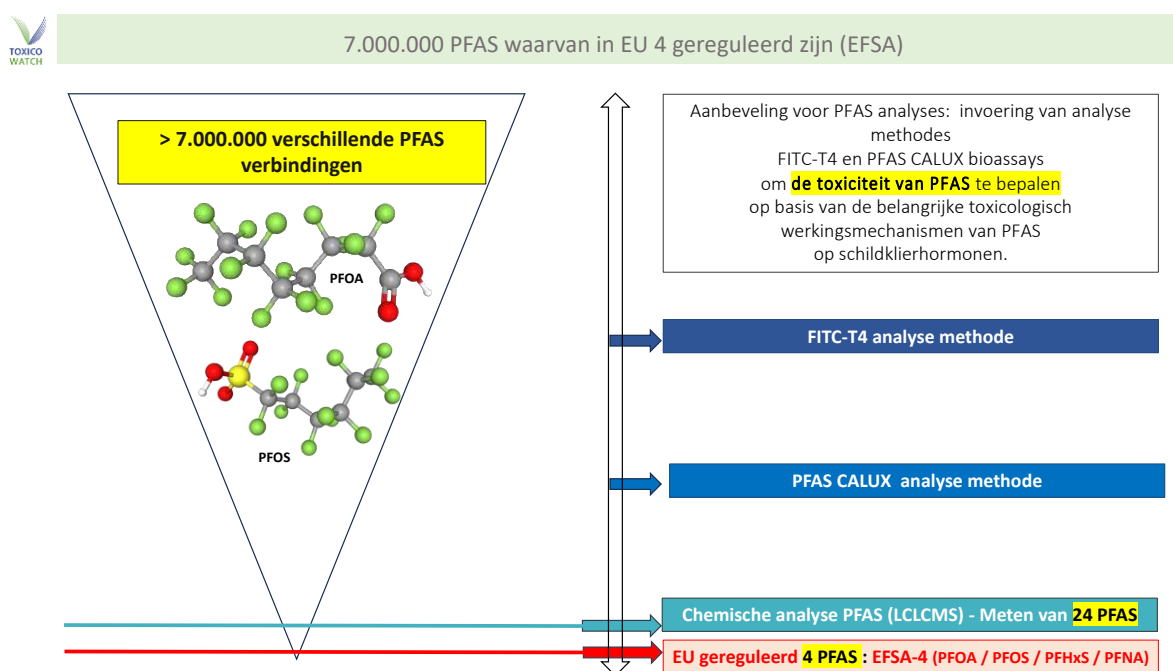 TOXICO
WATCH
7.000.000 PFAS waarvan in EU 4 gereguleerd zijn (EFSA)
> 7.000.000 verschillende PFAS
verbindingen
PFOA
PFOS
Aanbeveling voor PFAS analyses: invoering van analyse
methodes
FITC-T4 en PFAS CALUX bioassays
om de toxiciteit van PFAS te bepalen
op basis van de belangrijke toxicologisch
werkingsmechanismen van PFAS
op schildklierhormonen.
FITC-T4 analyse methode
PFAS CALUX analyse methode
Chemische analyse PFAS (LCLCMS) - Meten van 24 PFAS
EU gereguleerd 4 PFAS : EFSA-4 (PFOA / PFOS / PFHxS / PFNA)